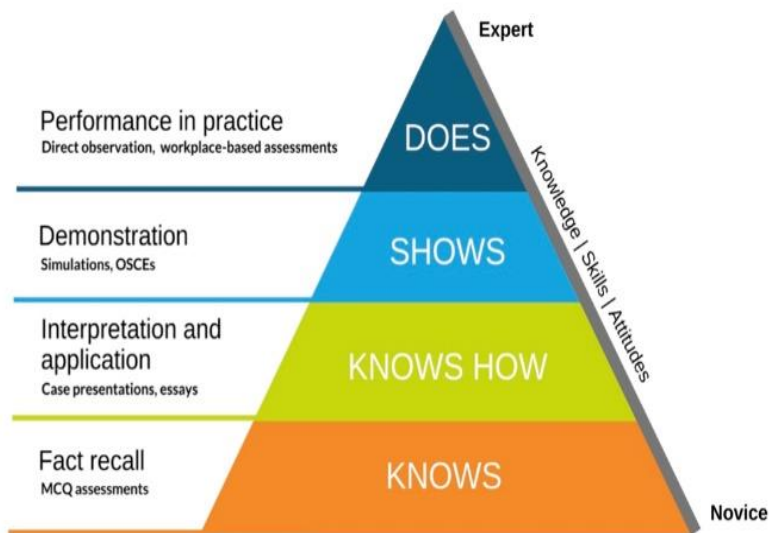 Expert
Performance in practice
Direct observation, workplace-based assessments
DOES
Knowledge | Skills | Attitudes
Demonstration
Simulations, OSCEs
SHOWS
Interpretation and
application
Case presentations, essays
KNOWS HOW
Fact recall
MCQ assessments
KNOWS
Novice